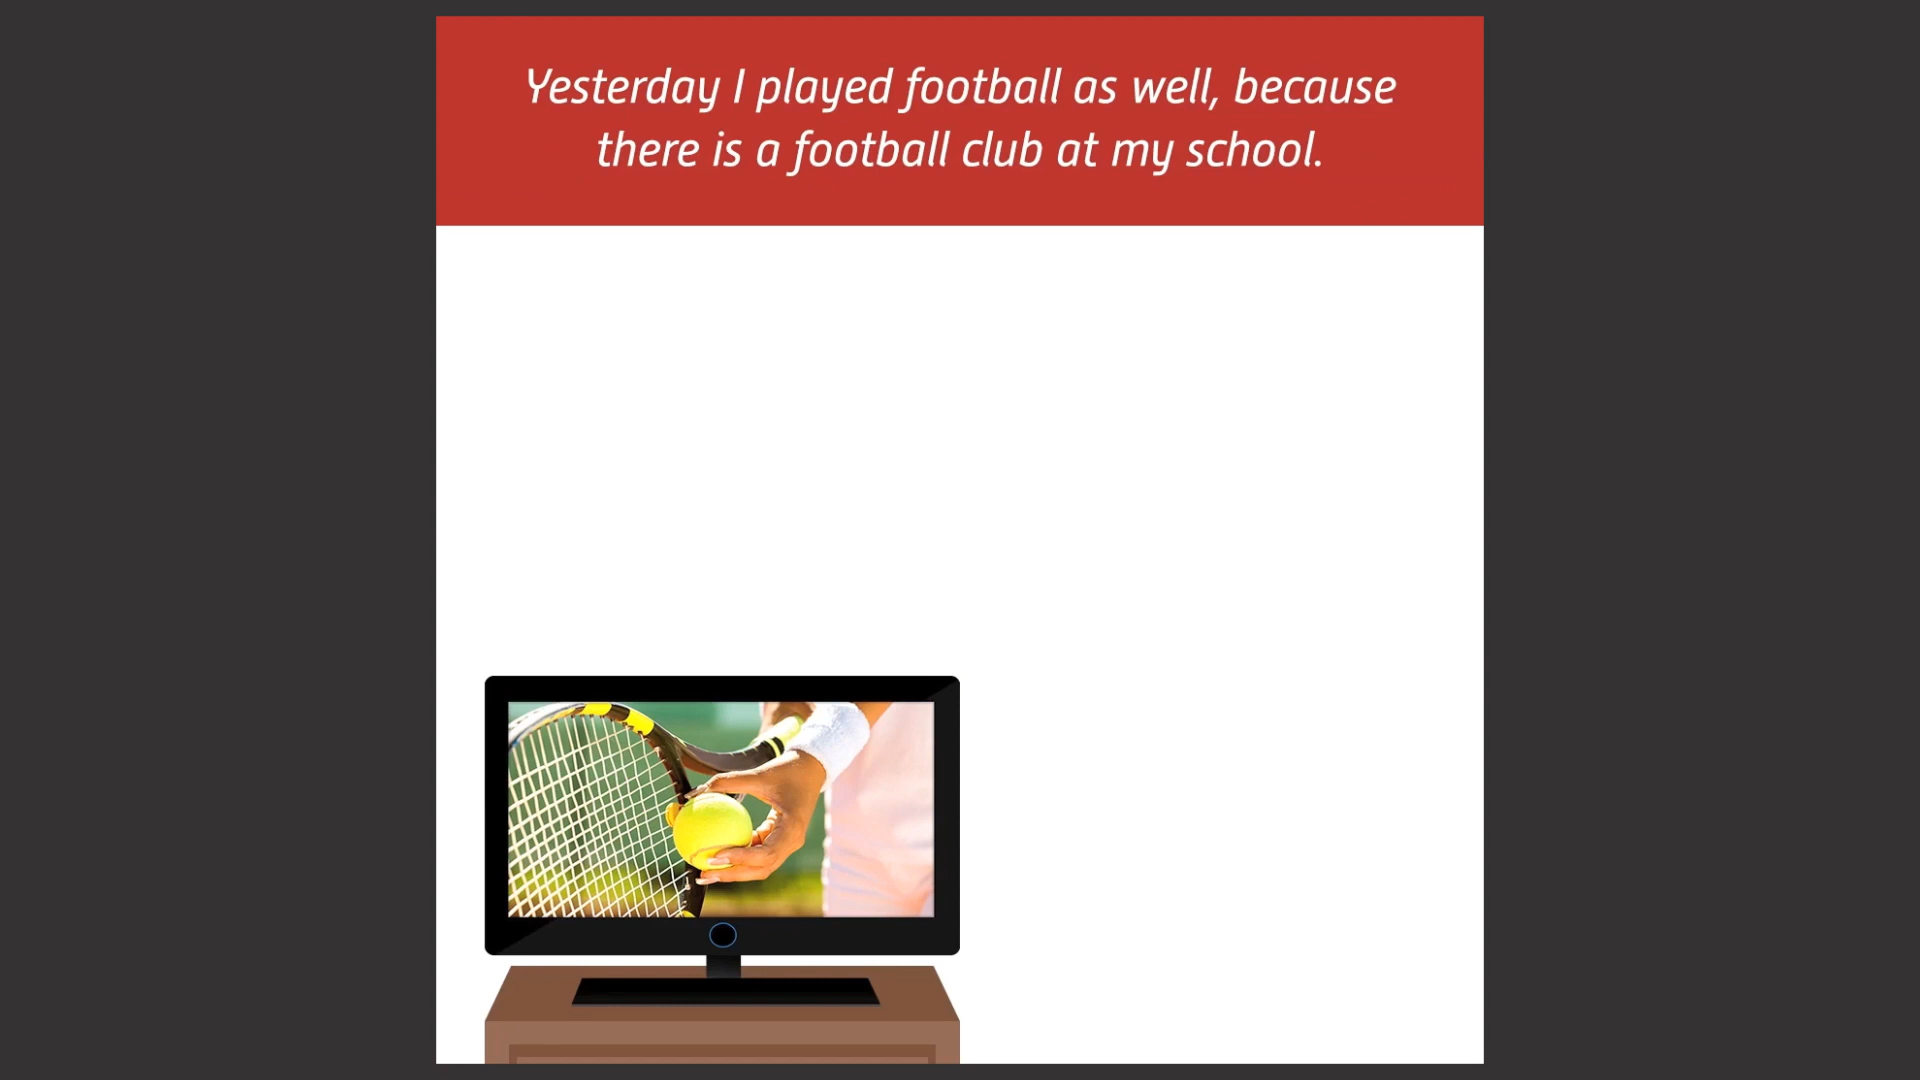 Yesterday I played football as well, because
there is a football club at my school.